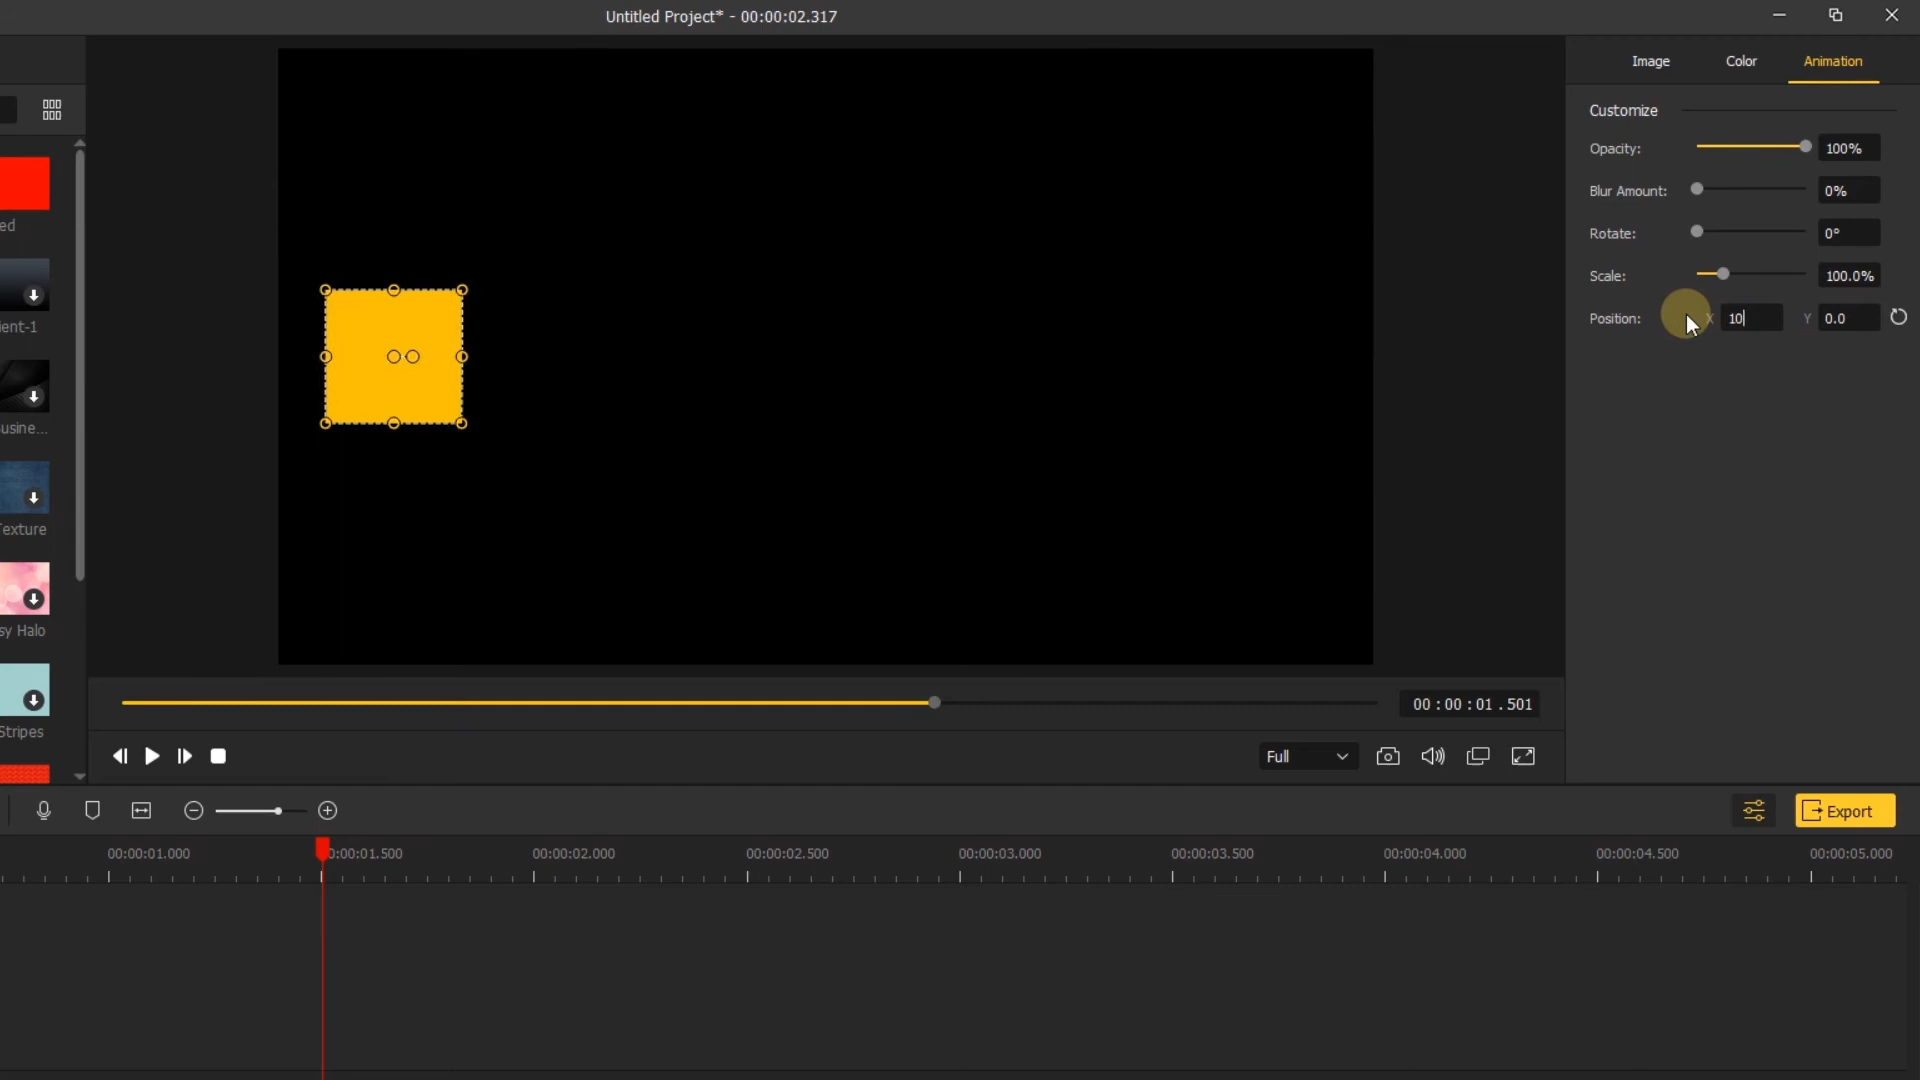 Untitled Project* - 00:00:02.317
Image Color Animation
Customize
Opacity: 100%
Blur Amount: 0%
Rotate: 0°
Scale: 100.0%
Position: X 10 Y 0.0
ed
ient-1
usine...
Texture
sy Halo
Stripes
00:00:01.501
Full
Export
00:00:01.000 0:00:01.500 00:00:02.000 00:00:02.500 00:00:03.000 00:00:03.500 00:00:04.000 00:00:04.500 00:00:05.000